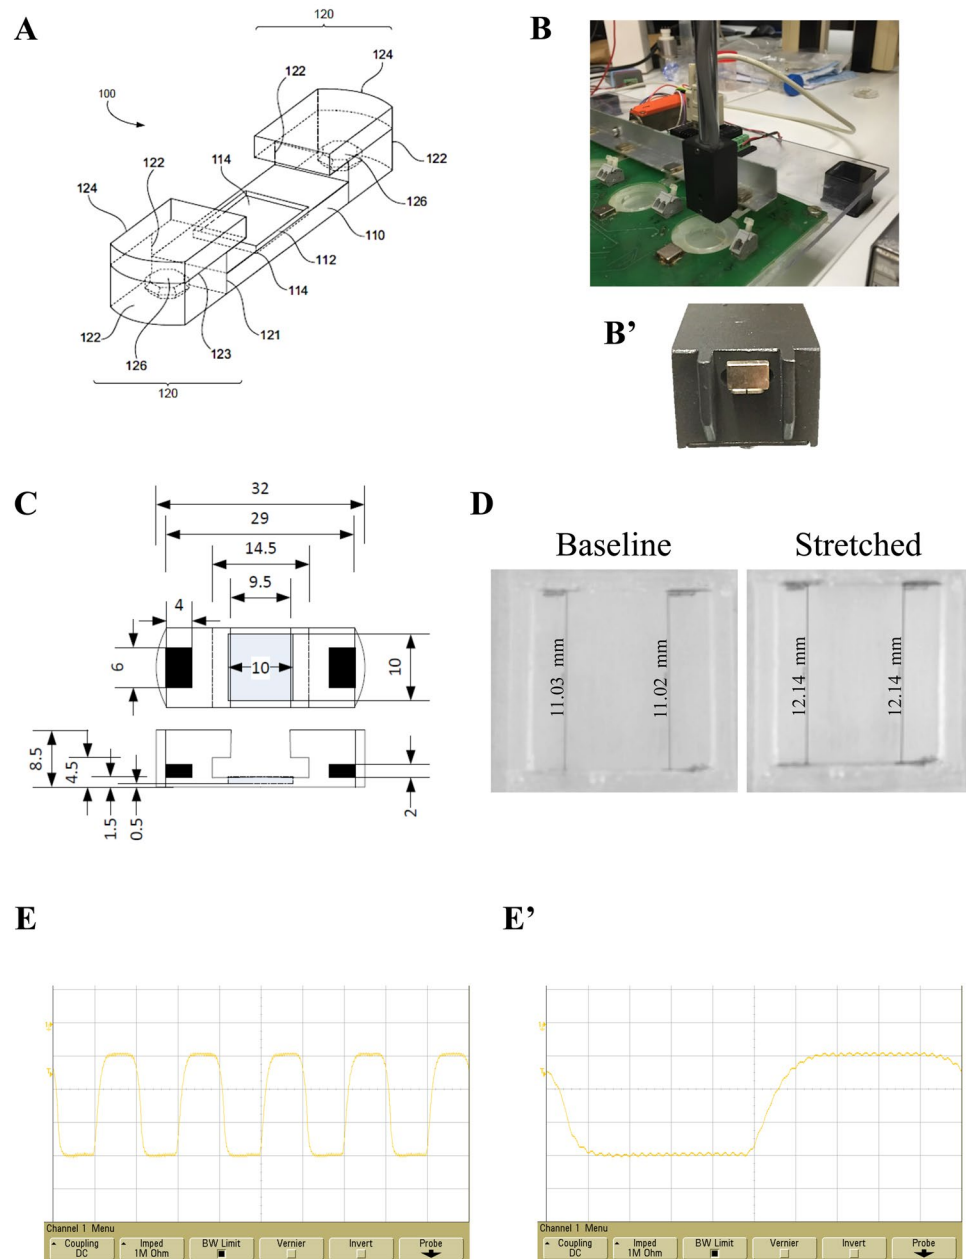 A
120
124
122
100
122
122
114
124
126
110
112
114
122
121
123
126
120
B
B’
C
32
29
14.5
9.5
4
6
10
10
8.5
4.5
1.5
0.5
2
D
Baseline
Stretched
11.03 mm
11.02 mm
12.14 mm
12.14 mm
E
Channel 1 Menu
Coupling
DC
Imped
1M Ohm
BW Limit
Vernier
Invert
Probe
E’
Channel 1 Menu
Coupling
DC
Imped
1M Ohm
BW Limit
Vernier
Invert
Probe